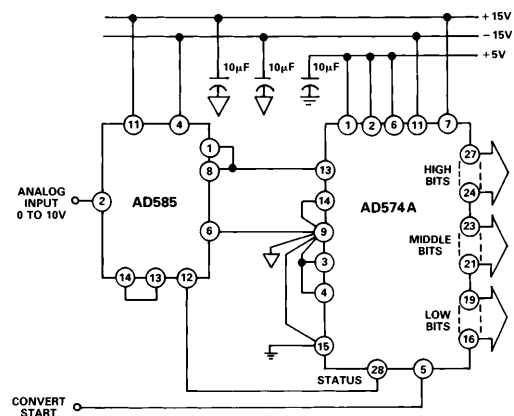 +15V
−15V
+5V
10µF 10µF 10µF
11 4 1 2 6 11 7
1
8
13
27
HIGH
BITS
24
14
ANALOG
INPUT
0 TO 10V
2
AD585
AD574A
6
9
23
MIDDLE
BITS
21
3
4
14 13 12
19
LOW
BITS
16
15
STATUS
28
5
CONVERT
START